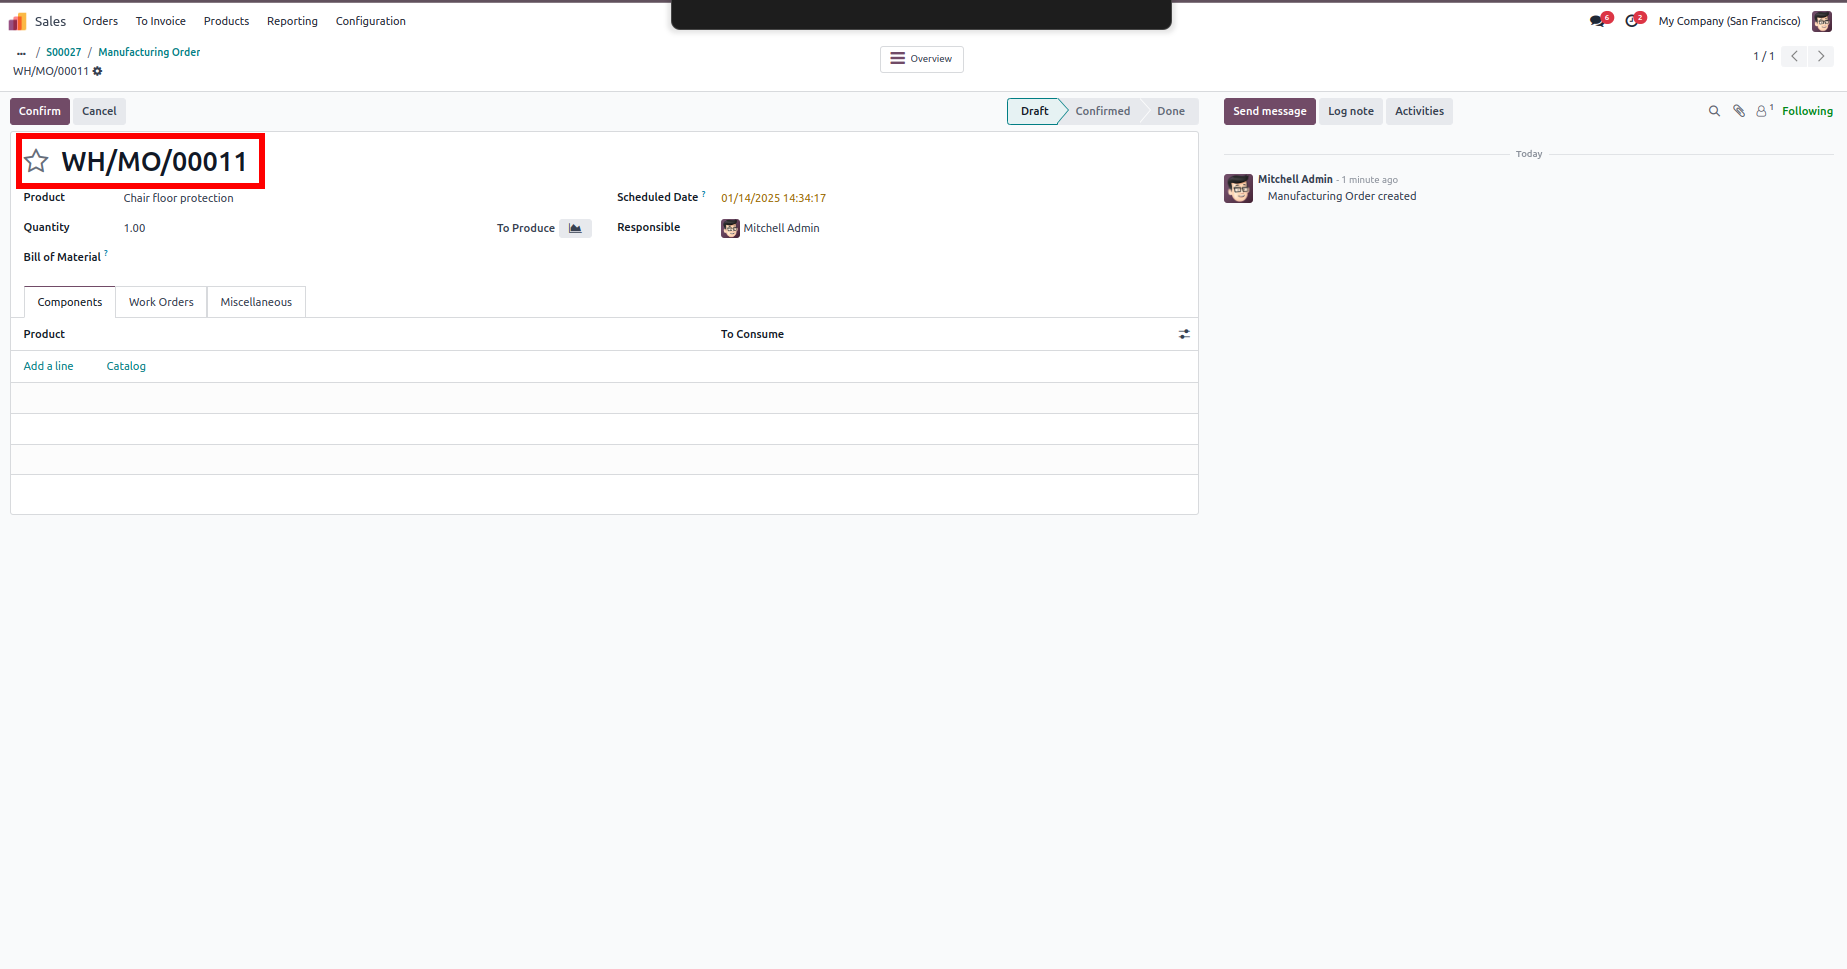 Sales Orders To Invoice Products Reporting Configuration 6 2 My Company (San Francisco)
... / S00027 / Manufacturing Order
WH/MO/00011
Overview
1 / 1
Confirm Cancel
Draft Confirmed Done
Send message Log note Activities
1 Following
WH/MO/00011
Product Chair floor protection
Quantity 1.00 To Produce
Bill of Material ?
Scheduled Date ? 01/14/2025 14:34:17
Responsible Mitchell Admin
Components Work Orders Miscellaneous
Product To Consume
Add a line Catalog
Today
Mitchell Admin - 1 minute ago
Manufacturing Order created